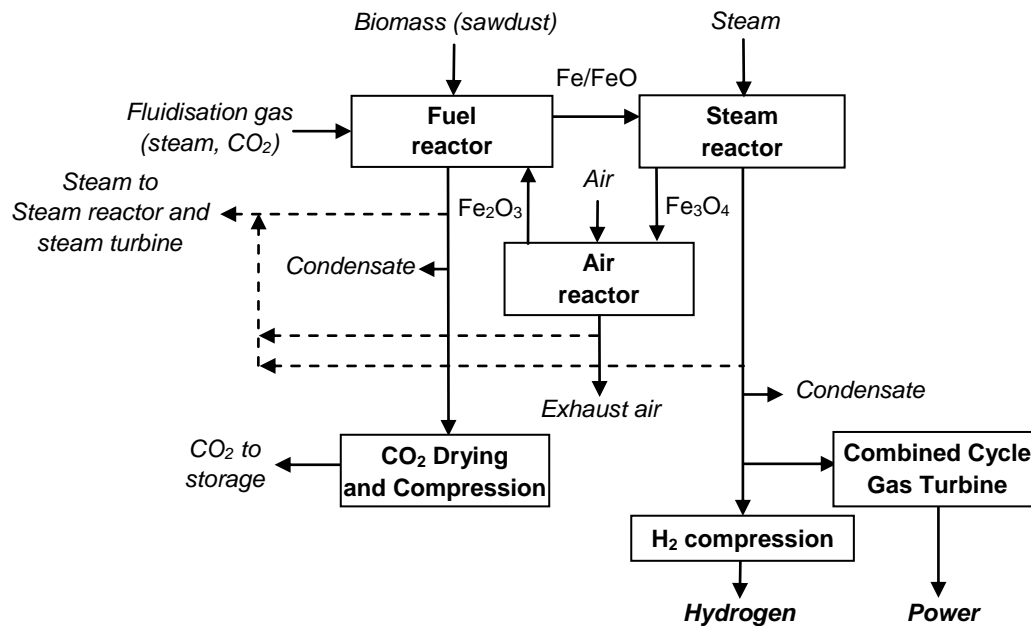 Biomass (sawdust)
Steam
Fe/FeO
Fluidisation gas
(steam, CO₂)
Fuel
reactor
Steam
reactor
Steam to
Steam reactor and
steam turbine
Fe₂O₃
Air
Fe₃O₄
Condensate
Air
reactor
Condensate
Exhaust air
CO₂ to
storage
CO₂ Drying
and Compression
Combined Cycle
Gas Turbine
H₂ compression
Hydrogen
Power